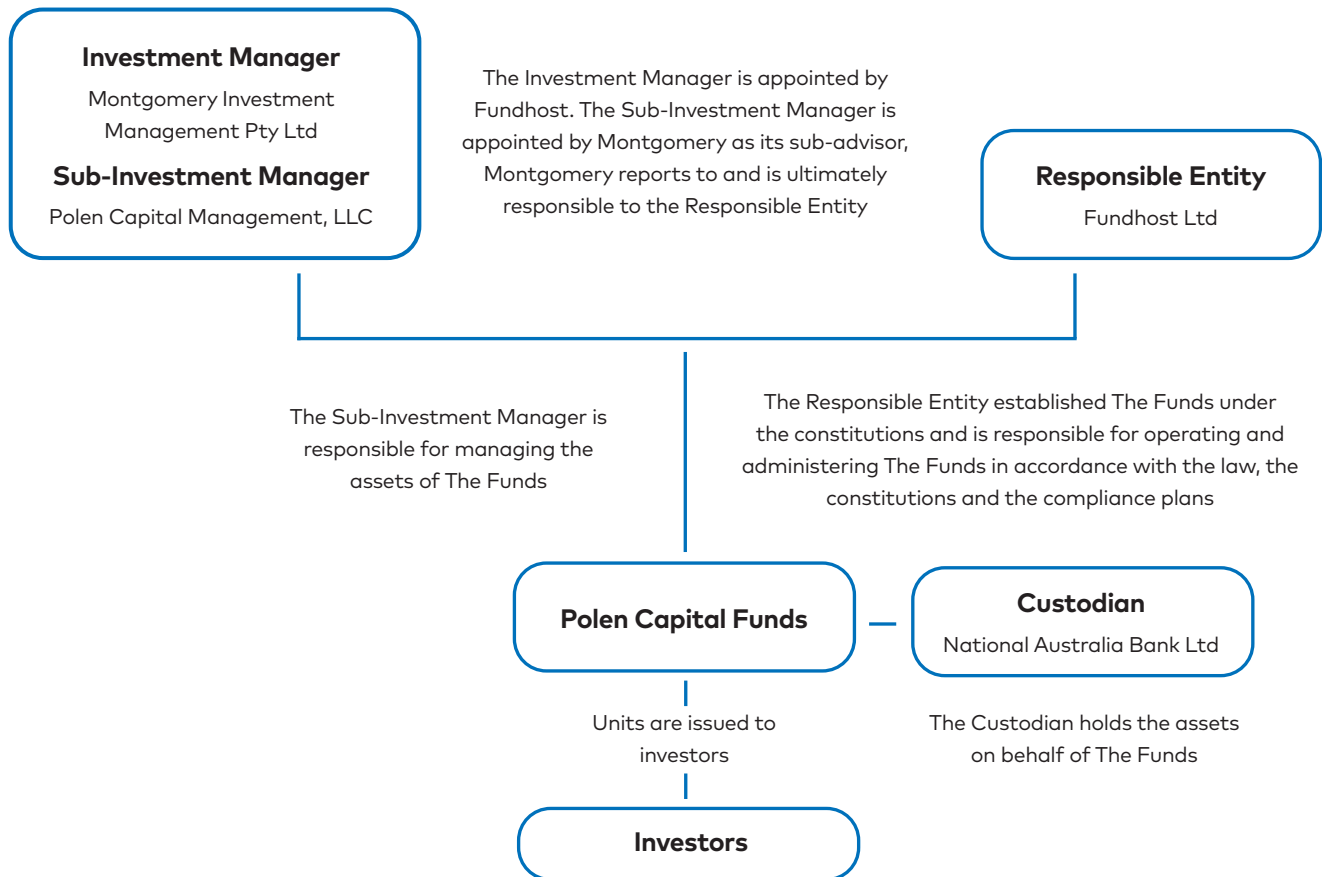 Investment Manager
Montgomery Investment
Management Pty Ltd
Sub-Investment Manager
Polen Capital Management, LLC
The Investment Manager is appointed by
Fundhost. The Sub-Investment Manager is
appointed by Montgomery as its sub-advisor,
Montgomery reports to and is ultimately
responsible to the Responsible Entity
Responsible Entity
Fundhost Ltd
The Sub-Investment Manager is
responsible for managing the
assets of The Funds
The Responsible Entity established The Funds under
the constitutions and is responsible for operating and
administering The Funds in accordance with the law, the
constitutions and the compliance plans
Polen Capital Funds
Custodian
National Australia Bank Ltd
Units are issued to
investors
The Custodian holds the assets
on behalf of The Funds
Investors